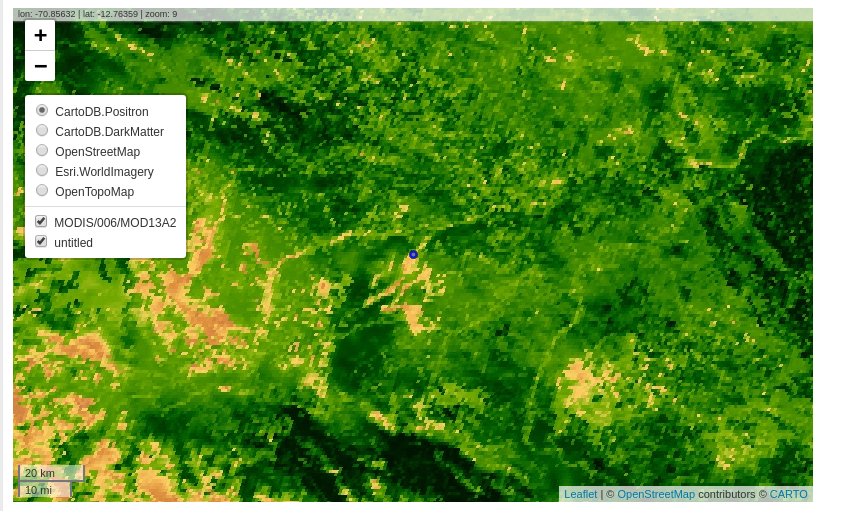 lon: -70.85632 | lat: -12.76359 | zoom: 9
+
−
CartoDB.Positron
CartoDB.DarkMatter
OpenStreetMap
Esri.WorldImagery
OpenTopoMap
MODIS/006/MOD13A2
untitled
20 km
10 mi
Leaflet | © OpenStreetMap contributors © CARTO